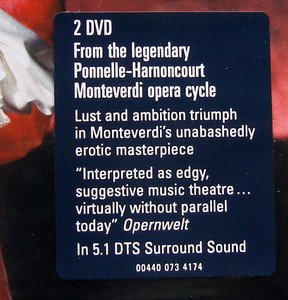 2 DVD
From the legendary
Ponnelle-Harnoncourt
Monteverdi opera cycle
Lust and ambition triumph
in Monteverdi's unabashedly
erotic masterpiece
“Interpreted as edgy,
suggestive music theatre...
virtually without parallel
today” Opernwelt
In 5.1 DTS Surround Sound
00440 073 4174